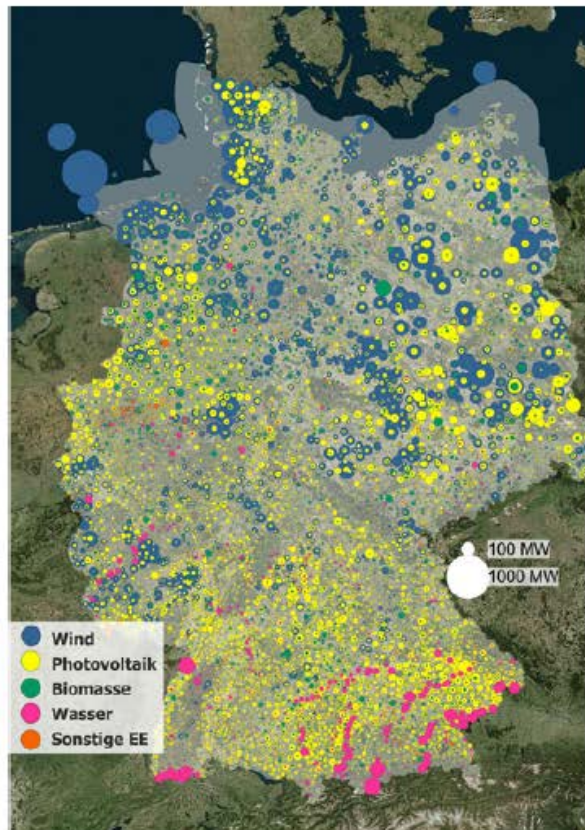 100 MW
1000 MW
Wind
Photovoltaik
Biomasse
Wasser
Sonstige EE